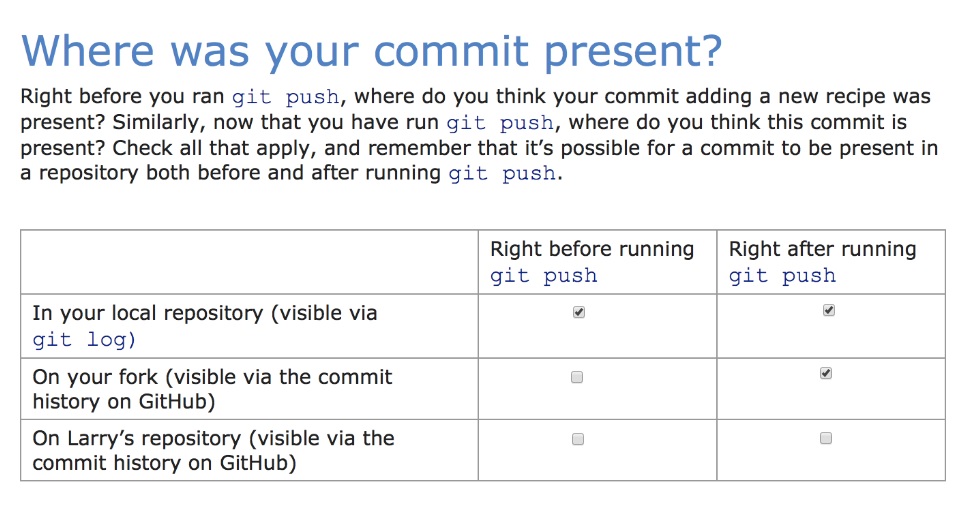 Where was your commit present?
Right before you ran git push, where do you think your commit adding a new recipe was
present? Similarly, now that you have run git push, where do you think this commit is
present? Check all that apply, and remember that it’s possible for a commit to be present in
a repository both before and after running git push.
Right before running
git push
Right after running
git push
In your local repository (visible via
git log)
On your fork (visible via the commit
history on GitHub)
On Larry’s repository (visible via the
commit history on GitHub)